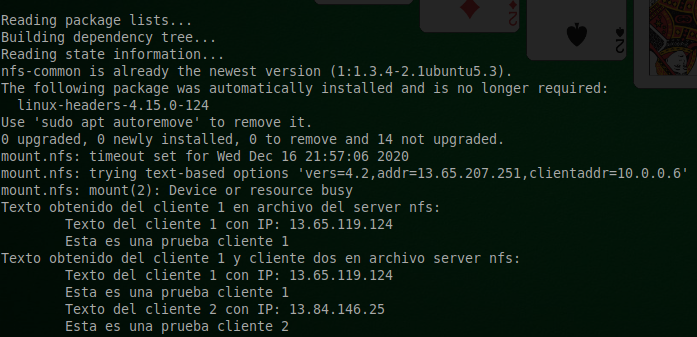 Reading package lists...
Building dependency tree...
Reading state information...
nfs-common is already the newest version (1:1.3.4-2.1ubuntu5.3).
The following package was automatically installed and is no longer required:
  linux-headers-4.15.0-124
Use 'sudo apt autoremove' to remove it.
0 upgraded, 0 newly installed, 0 to remove and 14 not upgraded.
mount.nfs: timeout set for Wed Dec 16 21:57:06 2020
mount.nfs: trying text-based options 'vers=4.2,addr=13.65.207.251,clientaddr=10.0.0.6'
mount.nfs: mount(2): Device or resource busy
Texto obtenido del cliente 1 en archivo del server nfs:
        Texto del cliente 1 con IP: 13.65.119.124
        Esta es una prueba cliente 1
Texto obtenido del cliente 1 y cliente dos en archivo server nfs:
        Texto del cliente 1 con IP: 13.65.119.124
        Esta es una prueba cliente 1
        Texto del cliente 2 con IP: 13.84.146.25
        Esta es una prueba cliente 2
2
2